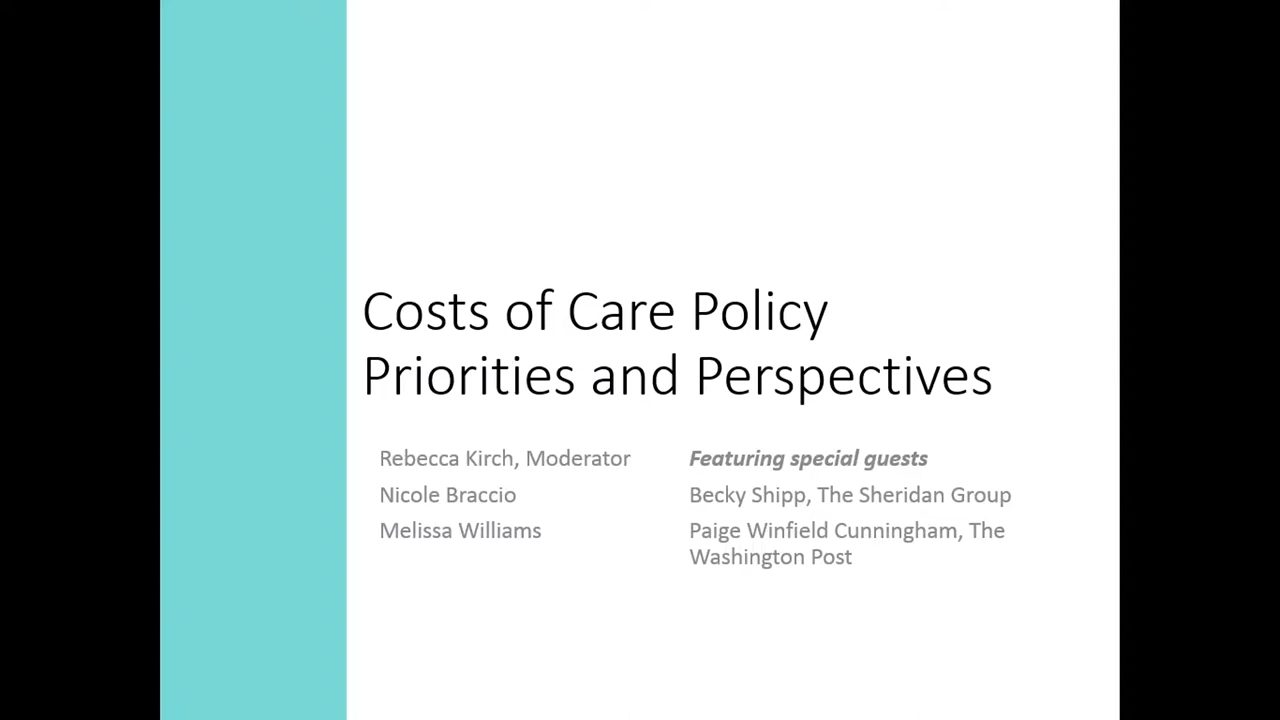 Costs of Care Policy
Priorities and Perspectives
Rebecca Kirch, Moderator
Nicole Braccio
Melissa Williams
Featuring special guests
Becky Shipp, The Sheridan Group
Paige Winfield Cunningham, The
Washington Post